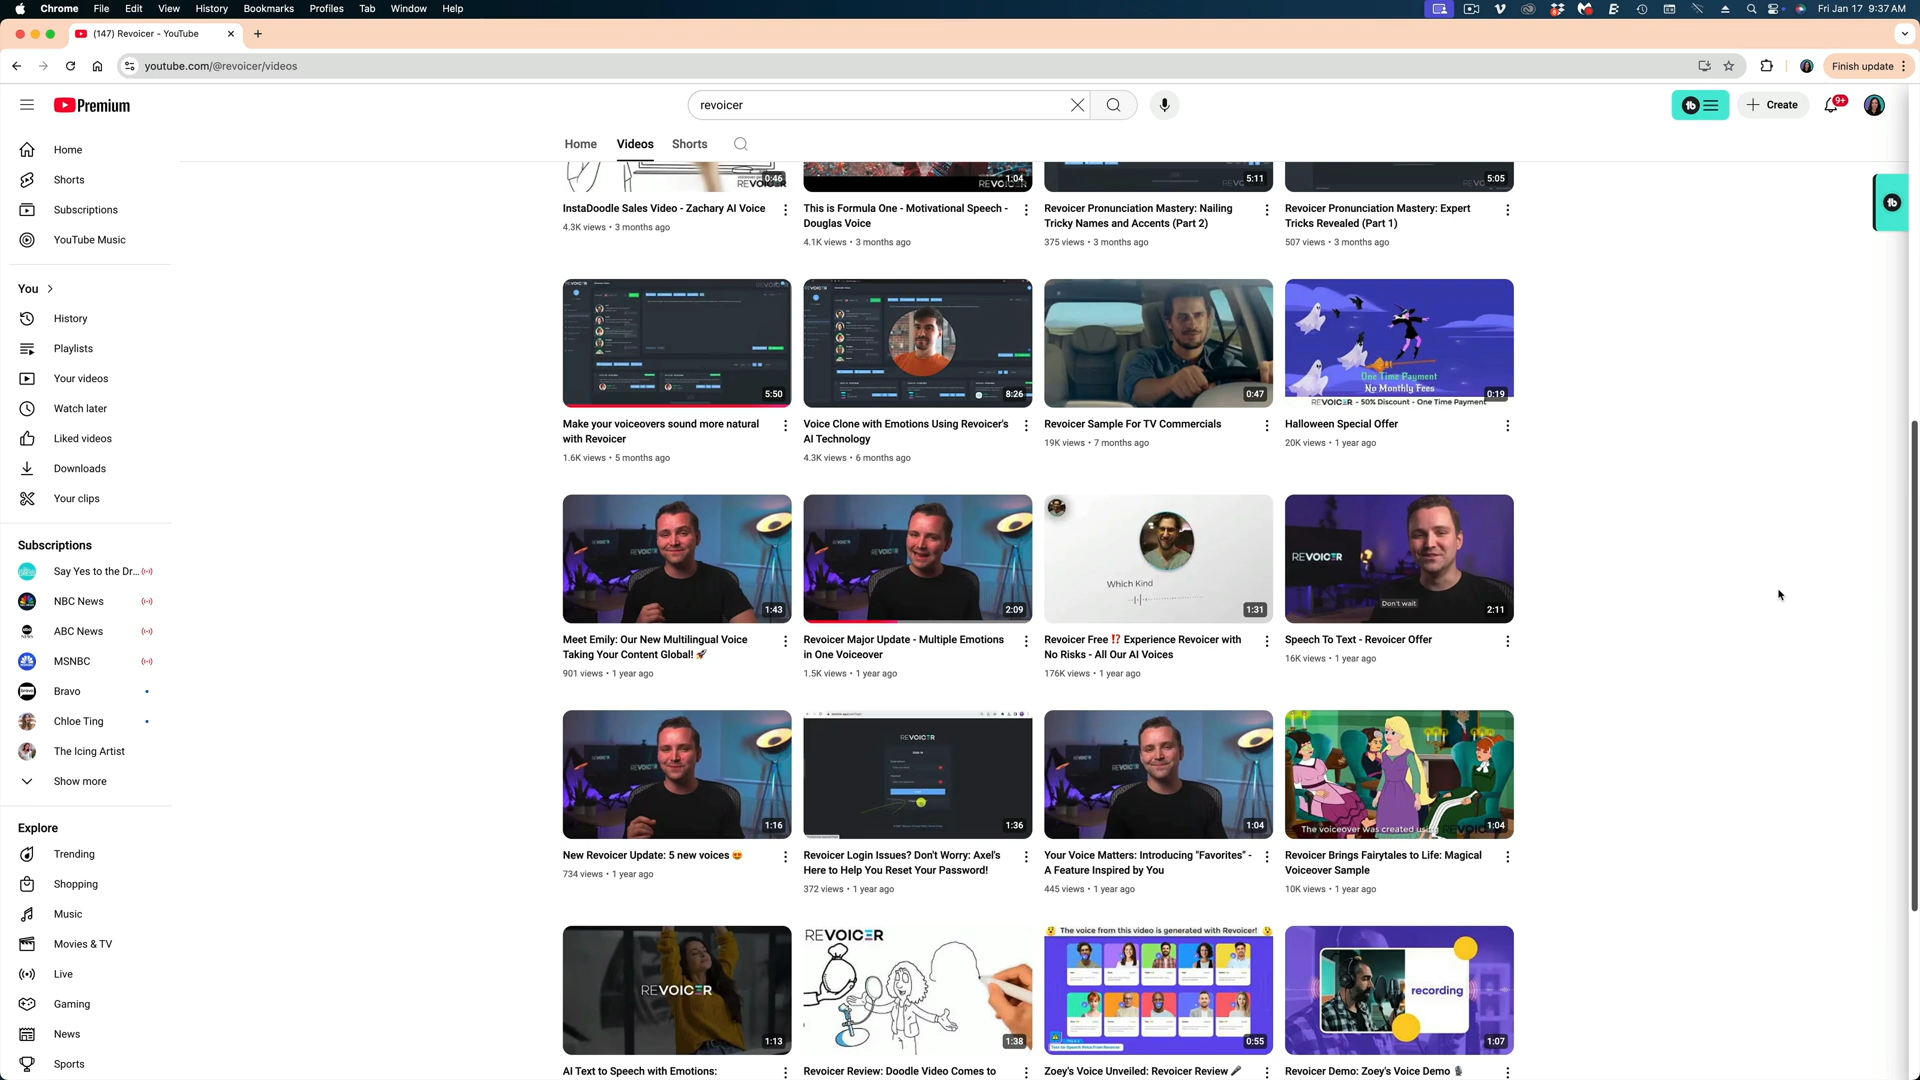 Chrome File Edit View History Bookmarks Profiles Tab Window Help Fri Jan 17 9:37 AM
(147) Revoicer - YouTube
youtube.com/@revoicer/videos Finish update
Premium revoicer Create 9+
Home Videos Shorts
Home
Shorts
Subscriptions
YouTube Music
You
History
Playlists
Your videos
Watch later
Liked videos
Downloads
Your clips
Subscriptions
Say Yes to the Dr...
NBC News
ABC News
MSNBC
Bravo
Chloe Ting
The Icing Artist
Show more
Explore
Trending
Shopping
Music
Movies & TV
Live
Gaming
News
Sports
REVOICER 0:46
InstaDoodle Sales Video - Zachary AI Voice
4.3K views • 3 months ago
REVOICER 1:04
This is Formula One - Motivational Speech -
Douglas Voice
4.1K views • 3 months ago
5:11
Revoicer Pronunciation Mastery: Nailing
Tricky Names and Accents (Part 2)
375 views • 3 months ago
5:05
Revoicer Pronunciation Mastery: Expert
Tricks Revealed (Part 1)
507 views • 3 months ago
REVOICER
5:50
Make your voiceovers sound more natural
with Revoicer
1.6K views • 5 months ago
8:26
Voice Clone with Emotions Using Revoicer's
AI Technology
4.3K views • 6 months ago
0:47
Revoicer Sample For TV Commercials
19K views • 7 months ago
One Time Payment
No Monthly Fees
0:19
REVOICER - 50% Discount - One Time Payment
Halloween Special Offer
20K views • 1 year ago
REVOICER
1:43
Meet Emily: Our New Multilingual Voice
Taking Your Content Global! 🚀
901 views • 1 year ago
REVOICER
2:09
Revoicer Major Update - Multiple Emotions
in One Voiceover
1.5K views • 1 year ago
Which Kind
1:31
Revoicer Free ⁉️ Experience Revoicer with
No Risks - All Our AI Voices
176K views • 1 year ago
REVOICER
Don't wait
2:11
Speech To Text - Revoicer Offer
16K views • 1 year ago
REVOICER
1:16
New Revoicer Update: 5 new voices 😍
734 views • 1 year ago
REVOICER
1:36
Revoicer Login Issues? Don't Worry: Axel's
Here to Help You Reset Your Password!
372 views • 1 year ago
REVOICER
1:04
Your Voice Matters: Introducing "Favorites" -
A Feature Inspired by You
445 views • 1 year ago
The voiceover was created using REVOICER
1:04
Revoicer Brings Fairytales to Life: Magical
Voiceover Sample
10K views • 1 year ago
REVOICER
1:13
AI Text to Speech with Emotions:
REVOICER
1:38
Revoicer Review: Doodle Video Comes to
😲 The voice from this video is generated with Revoicer! 😲
0:55
Zoey's Voice Unveiled: Revoicer Review 🎤
recording
1:07
Revoicer Demo: Zoey's Voice Demo 🎙️